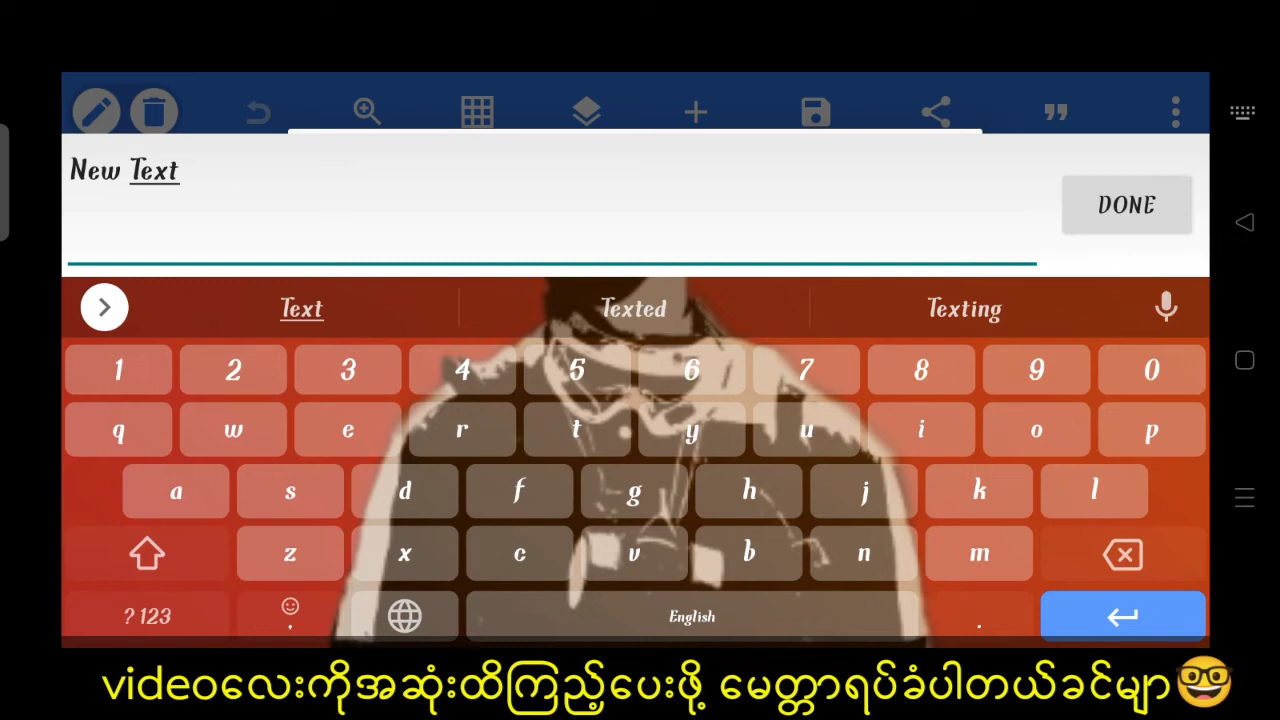 New Text
DONE
Text Texted Texting
1 2 3 4 5 6 7 8 9 0
q w e r t y u i o p
a s d f g h j k l
z x c v b n m
?123 , English .
videoလေးကိုအဆုံးထိကြည့်ပေးဖို့ မေတ္တာရပ်ခံပါတယ်ခင်မျာ🤓